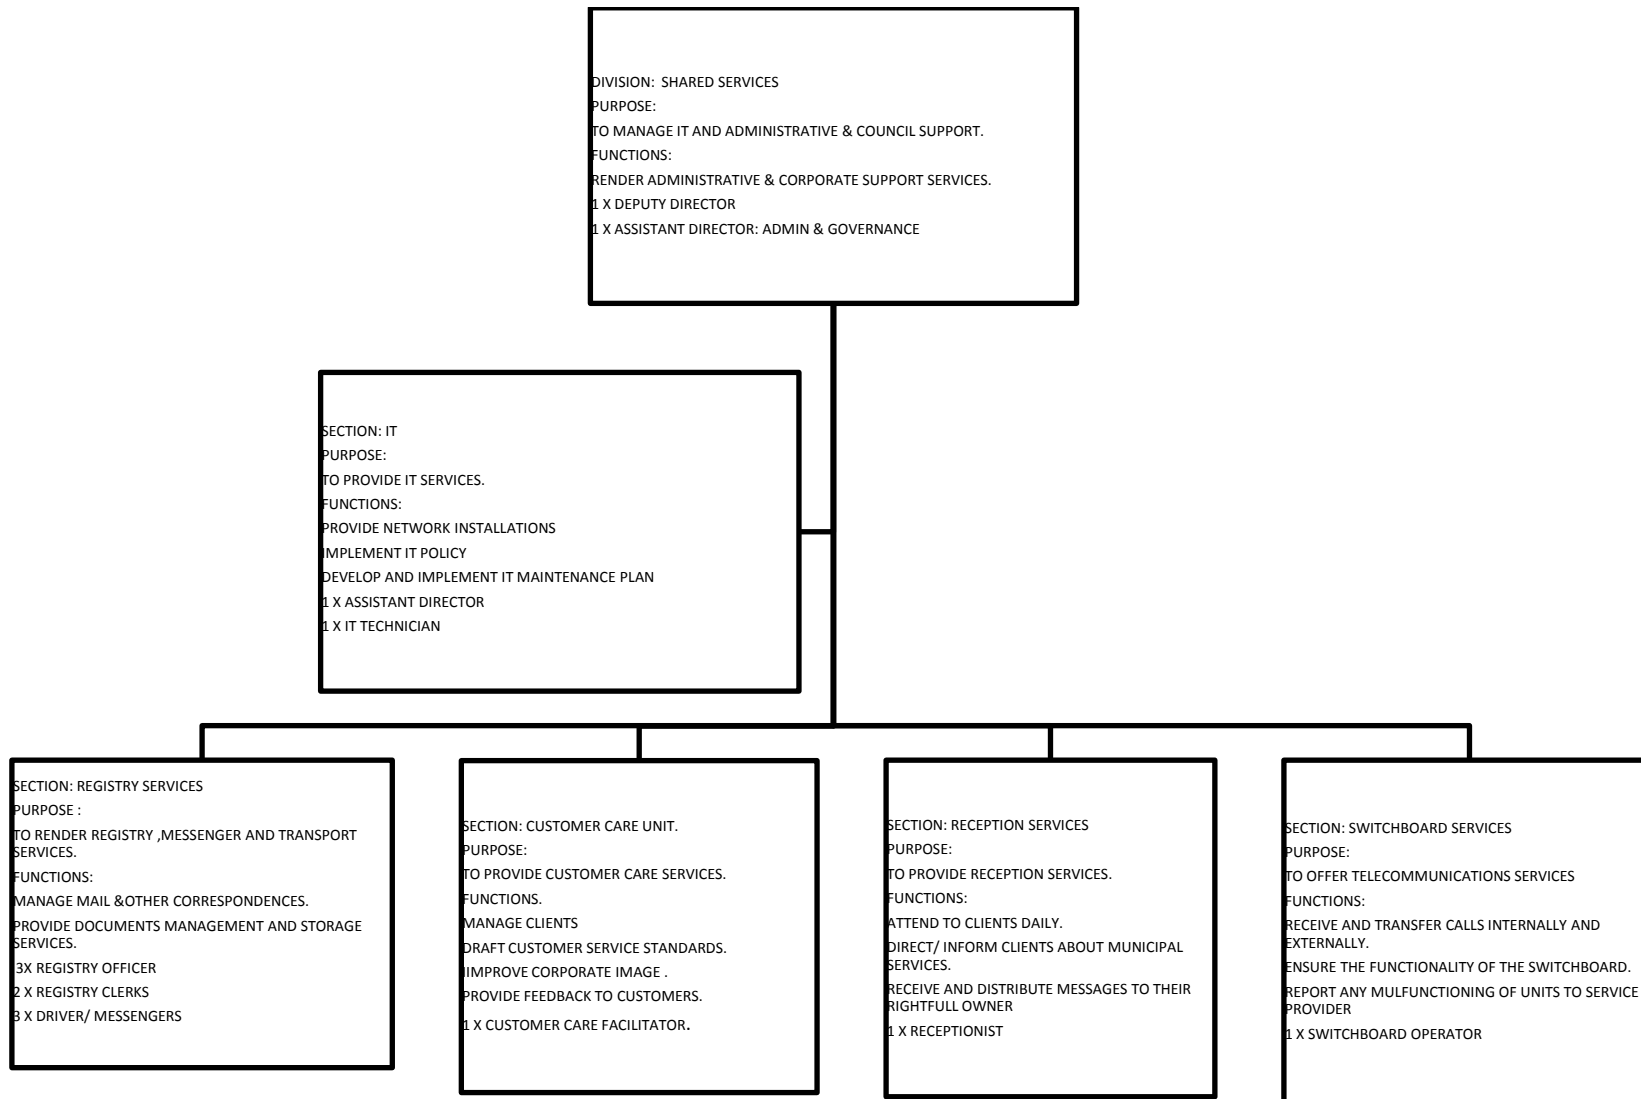 DIVISION: SHARED SERVICES
PURPOSE:
TO MANAGE IT AND ADMINISTRATIVE & COUNCIL SUPPORT.
FUNCTIONS:
RENDER ADMINISTRATIVE & CORPORATE SUPPORT SERVICES.
1 X DEPUTY DIRECTOR
1 X ASSISTANT DIRECTOR: ADMIN & GOVERNANCE
SECTION: IT
PURPOSE:
TO PROVIDE IT SERVICES.
FUNCTIONS:
PROVIDE NETWORK INSTALLATIONS
IMPLEMENT IT POLICY
DEVELOP AND IMPLEMENT IT MAINTENANCE PLAN
1 X ASSISTANT DIRECTOR
1 X IT TECHNICIAN
SECTION: REGISTRY SERVICES
PURPOSE :
TO RENDER REGISTRY ,MESSENGER AND TRANSPORT
SERVICES.
FUNCTIONS:
MANAGE MAIL &OTHER CORRESPONDENCES.
PROVIDE DOCUMENTS MANAGEMENT AND STORAGE
SERVICES.
3X REGISTRY OFFICER
2 X REGISTRY CLERKS
3 X DRIVER/ MESSENGERS
SECTION: CUSTOMER CARE UNIT.
PURPOSE:
TO PROVIDE CUSTOMER CARE SERVICES.
FUNCTIONS.
MANAGE CLIENTS
DRAFT CUSTOMER SERVICE STANDARDS.
IIMPROVE CORPORATE IMAGE .
PROVIDE FEEDBACK TO CUSTOMERS.
1 X CUSTOMER CARE FACILITATOR.
SECTION: RECEPTION SERVICES
PURPOSE:
TO PROVIDE RECEPTION SERVICES.
FUNCTIONS:
ATTEND TO CLIENTS DAILY.
DIRECT/ INFORM CLIENTS ABOUT MUNICIPAL
SERVICES.
RECEIVE AND DISTRIBUTE MESSAGES TO THEIR
RIGHTFULL OWNER
1 X RECEPTIONIST
SECTION: SWITCHBOARD SERVICES
PURPOSE:
TO OFFER TELECOMMUNICATIONS SERVICES
FUNCTIONS:
RECEIVE AND TRANSFER CALLS INTERNALLY AND
EXTERNALLY.
ENSURE THE FUNCTIONALITY OF THE SWITCHBOARD.
REPORT ANY MULFUNCTIONING OF UNITS TO SERVICE
PROVIDER
1 X SWITCHBOARD OPERATOR